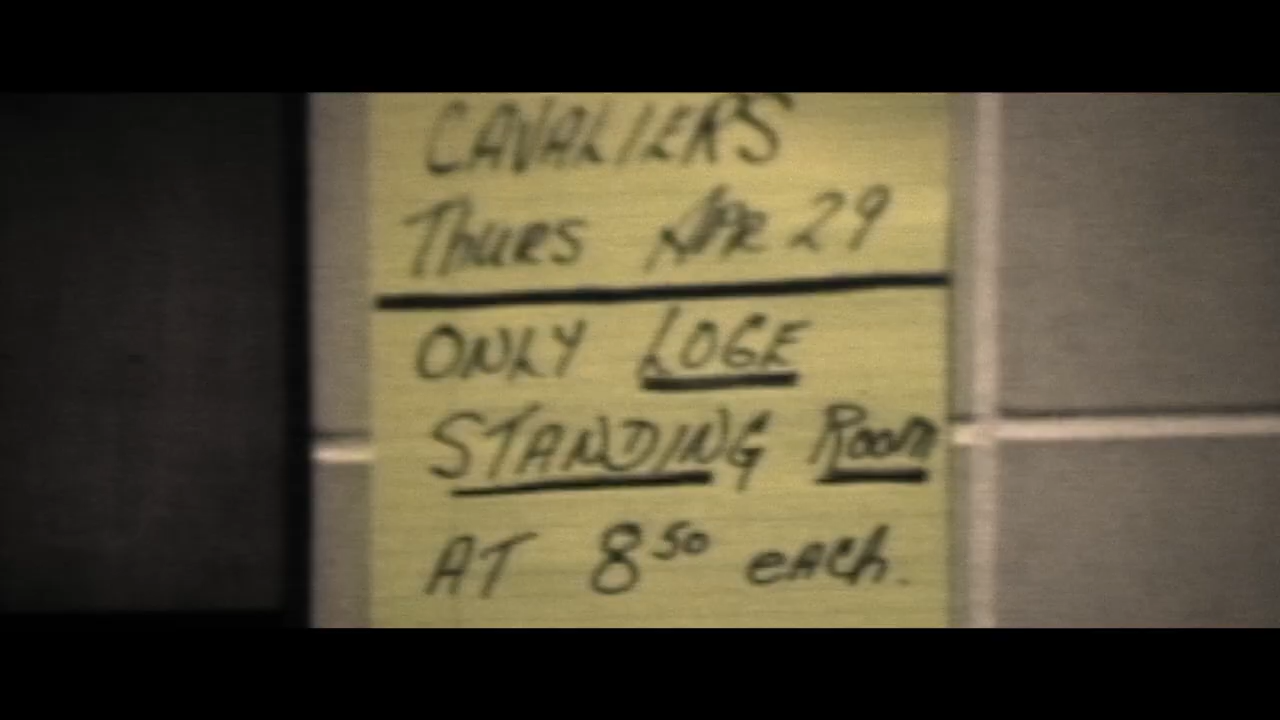 CAVALIERS
Thurs Apr 29
ONLY LOGE
STANDING Room
AT 8 50 each.